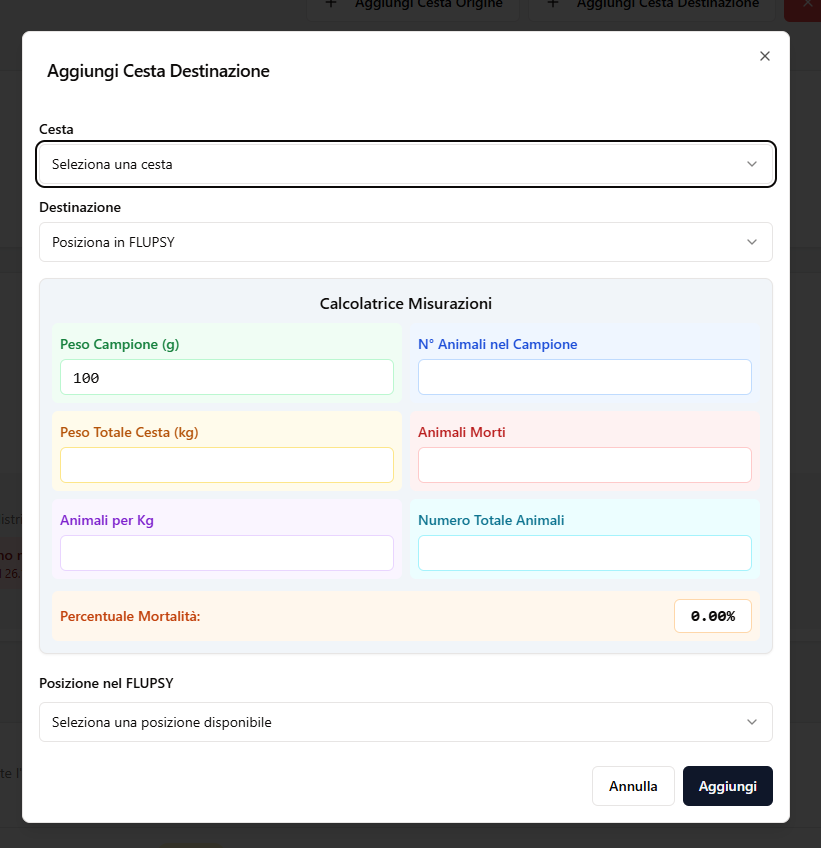 + Aggiungi Cesta Origine + Aggiungi Cesta Destinazione
Aggiungi Cesta Destinazione
Cesta
Seleziona una cesta
Destinazione
Posiziona in FLUPSY
Calcolatrice Misurazioni
Peso Campione (g) N° Animali nel Campione
100
Peso Totale Cesta (kg) Animali Morti
Animali per Kg Numero Totale Animali
Percentuale Mortalità: 0.00%
Posizione nel FLUPSY
Seleziona una posizione disponibile
Annulla Aggiungi